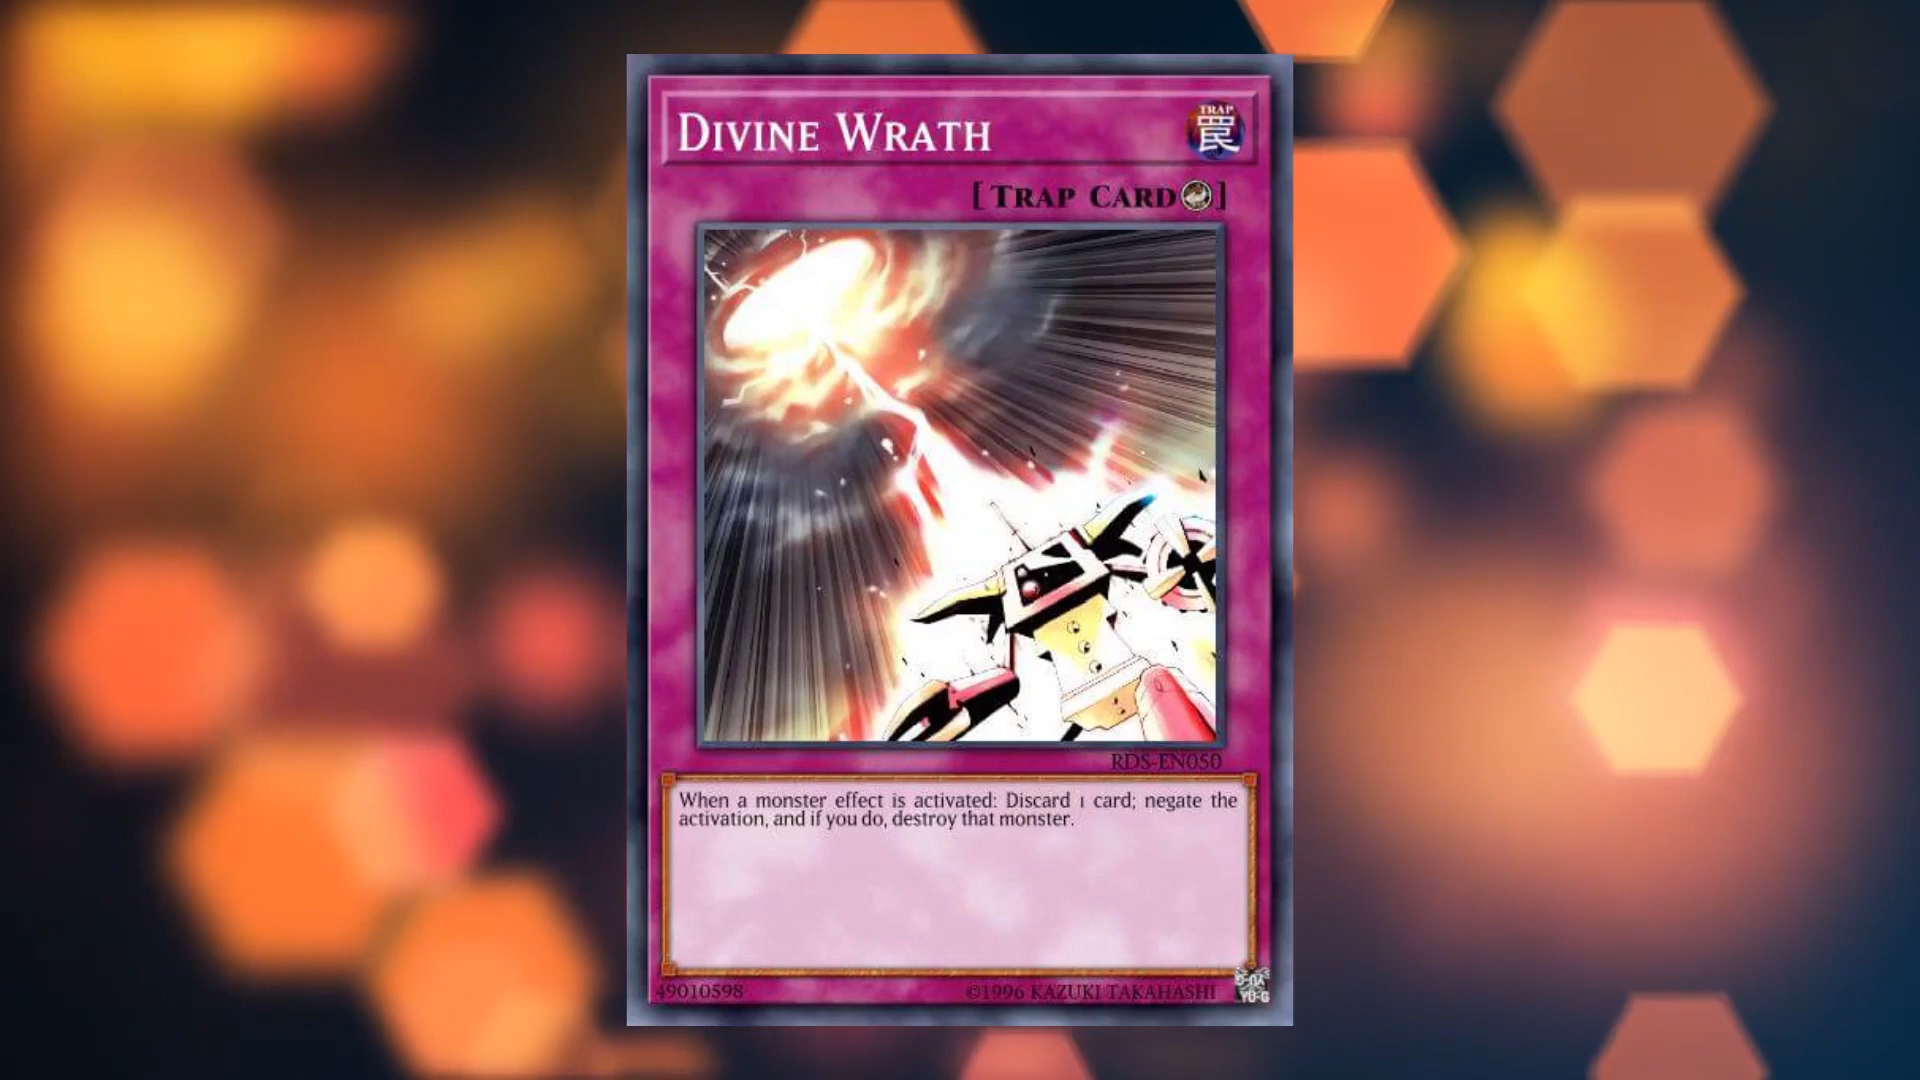 DIVINE WRATH
TRAP
罠
[TRAP CARD]
RDS-EN050
When a monster effect is activated: Discard 1 card; negate the
activation, and if you do, destroy that monster.
49010598
©1996 KAZUKI TAKAHASHI